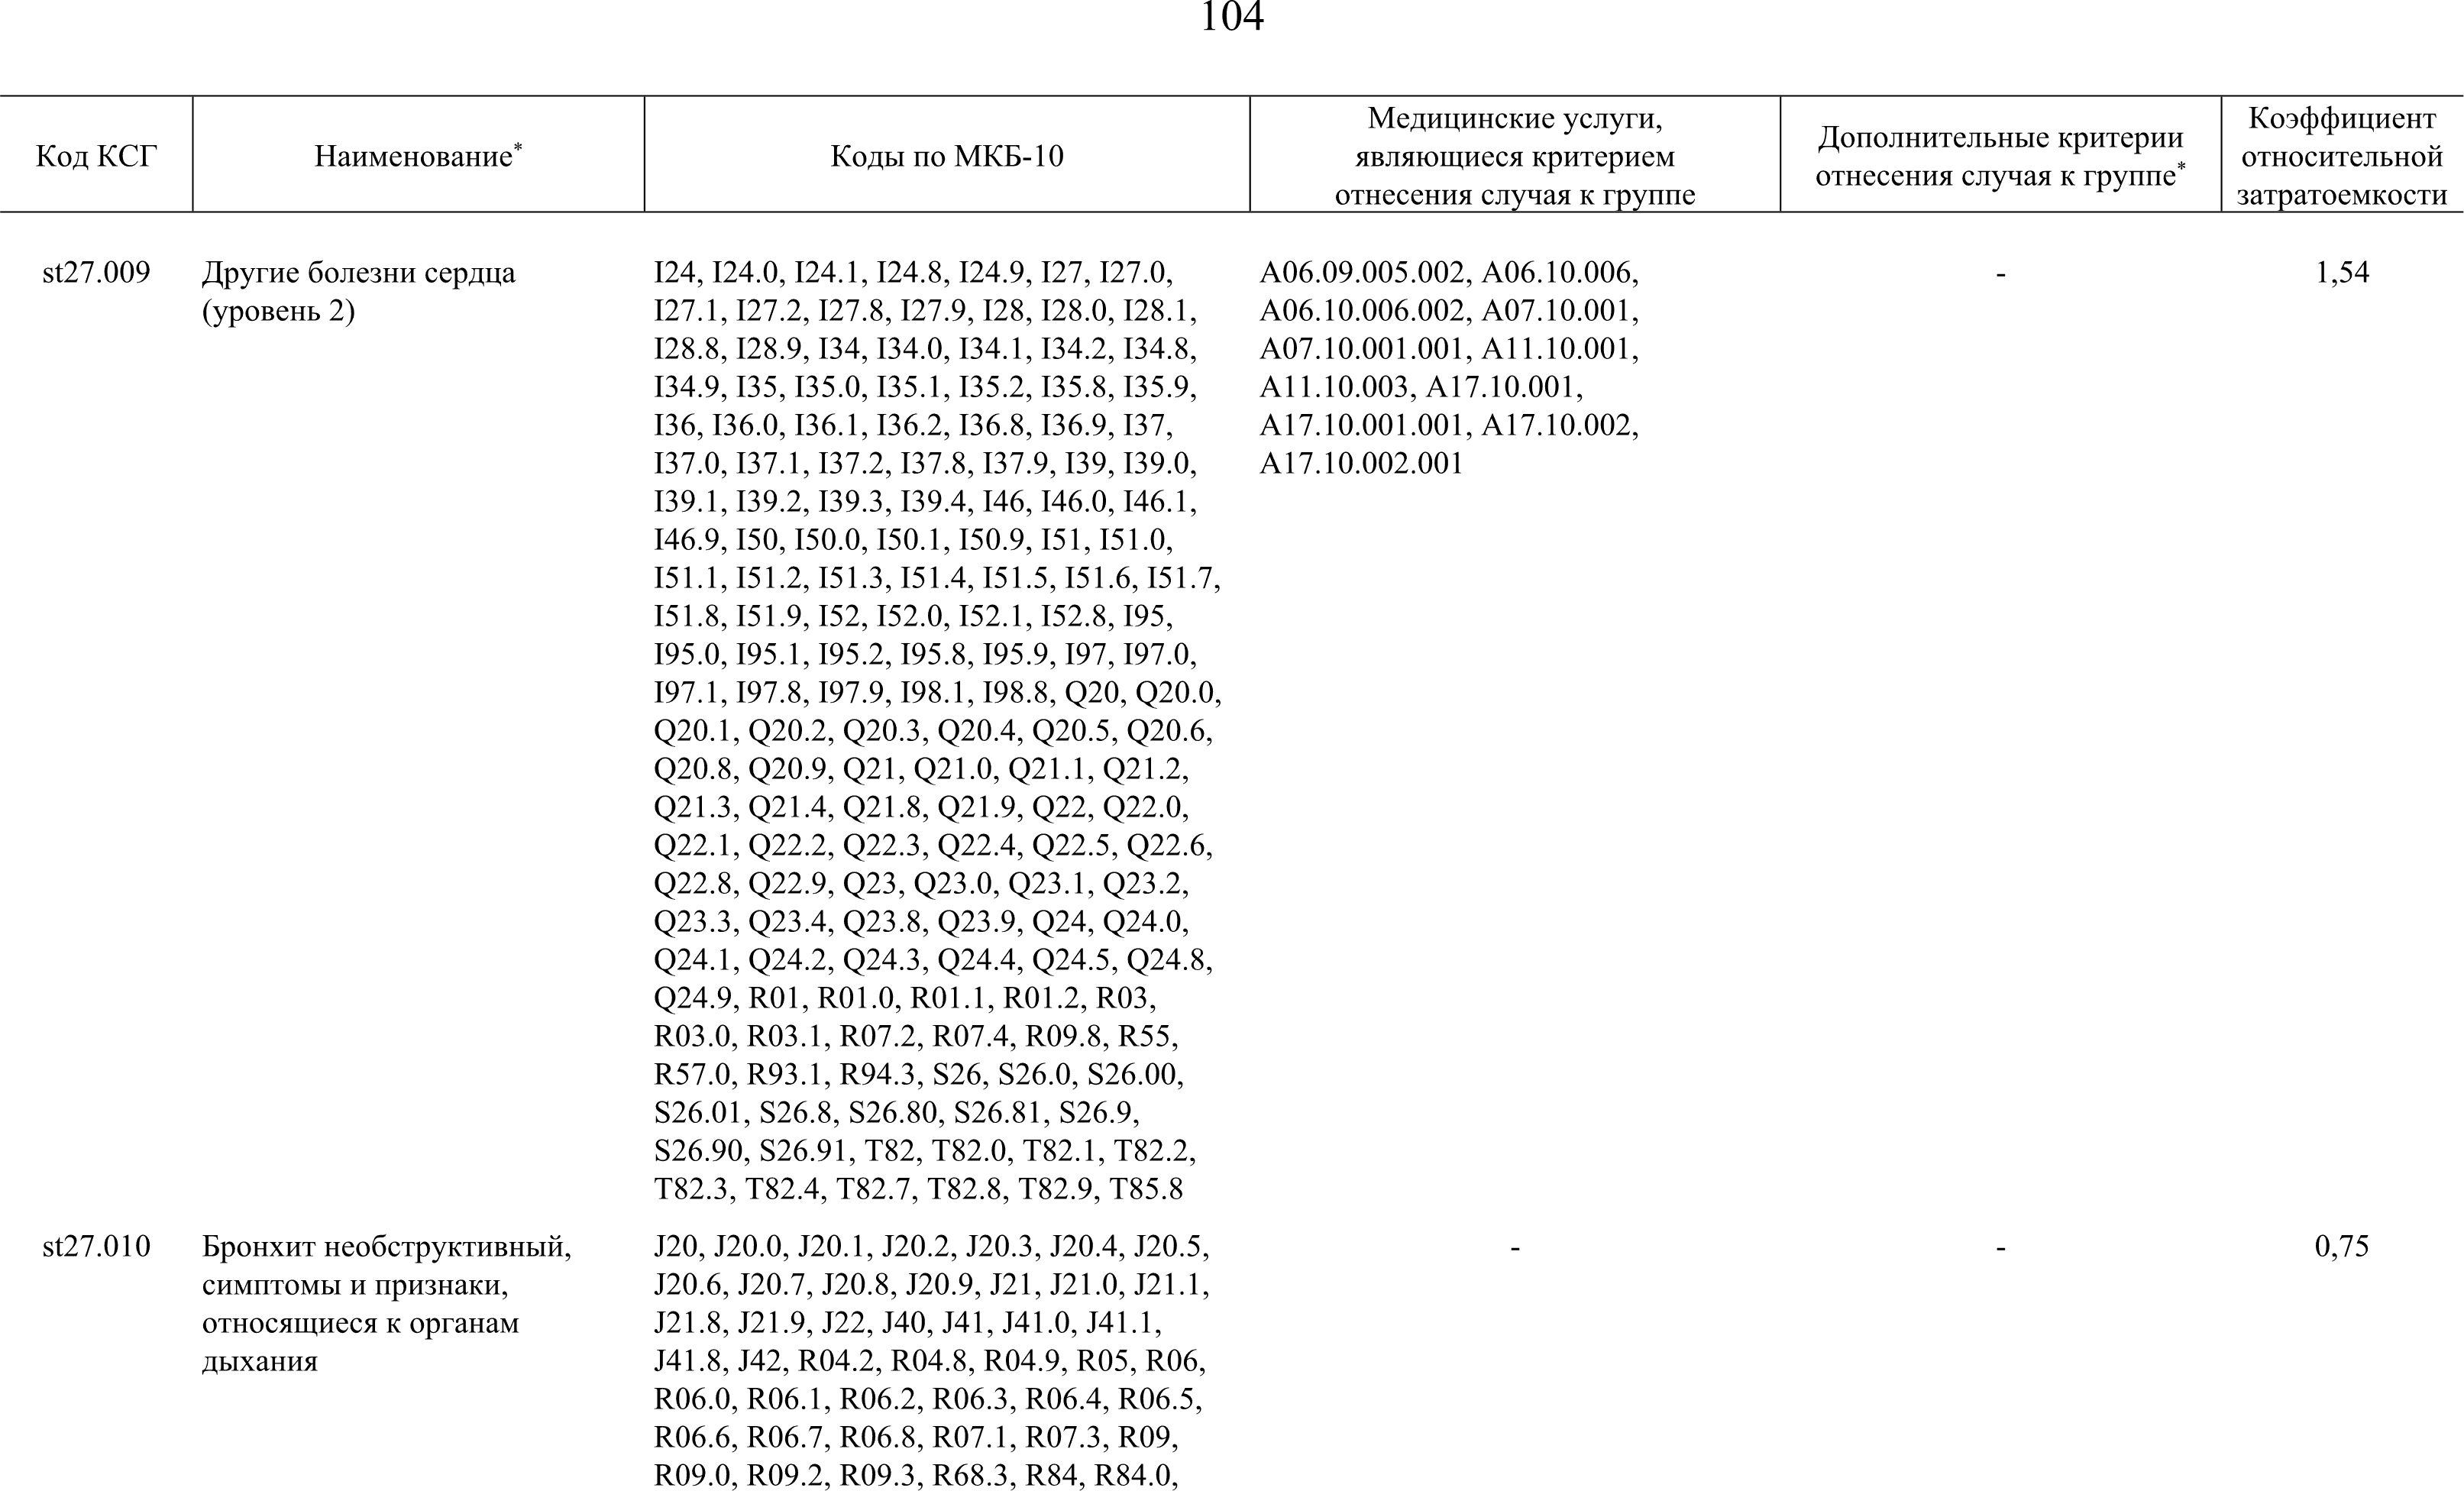 104
Код КСГ
Наименование*
Коды по МКБ-10
Медицинские услуги,
являющиеся критерием
отнесения случая к группе
Дополнительные критерии
отнесения случая к группе*
Коэффициент
относительной
затратоемкости
st27.009
Другие болезни сердца
(уровень 2)
I24, I24.0, I24.1, I24.8, I24.9, I27, I27.0,
I27.1, I27.2, I27.8, I27.9, I28, I28.0, I28.1,
I28.8, I28.9, I34, I34.0, I34.1, I34.2, I34.8,
I34.9, I35, I35.0, I35.1, I35.2, I35.8, I35.9,
I36, I36.0, I36.1, I36.2, I36.8, I36.9, I37,
I37.0, I37.1, I37.2, I37.8, I37.9, I39, I39.0,
I39.1, I39.2, I39.3, I39.4, I46, I46.0, I46.1,
I46.9, I50, I50.0, I50.1, I50.9, I51, I51.0,
I51.1, I51.2, I51.3, I51.4, I51.5, I51.6, I51.7,
I51.8, I51.9, I52, I52.0, I52.1, I52.8, I95,
I95.0, I95.1, I95.2, I95.8, I95.9, I97, I97.0,
I97.1, I97.8, I97.9, I98.1, I98.8, Q20, Q20.0,
Q20.1, Q20.2, Q20.3, Q20.4, Q20.5, Q20.6,
Q20.8, Q20.9, Q21, Q21.0, Q21.1, Q21.2,
Q21.3, Q21.4, Q21.8, Q21.9, Q22, Q22.0,
Q22.1, Q22.2, Q22.3, Q22.4, Q22.5, Q22.6,
Q22.8, Q22.9, Q23, Q23.0, Q23.1, Q23.2,
Q23.3, Q23.4, Q23.8, Q23.9, Q24, Q24.0,
Q24.1, Q24.2, Q24.3, Q24.4, Q24.5, Q24.8,
Q24.9, R01, R01.0, R01.1, R01.2, R03,
R03.0, R03.1, R07.2, R07.4, R09.8, R55,
R57.0, R93.1, R94.3, S26, S26.0, S26.00,
S26.01, S26.8, S26.80, S26.81, S26.9,
S26.90, S26.91, T82, T82.0, T82.1, T82.2,
T82.3, T82.4, T82.7, T82.8, T82.9, T85.8
A06.09.005.002, A06.10.006,
A06.10.006.002, A07.10.001,
A07.10.001.001, A11.10.001,
A11.10.003, A17.10.001,
A17.10.001.001, A17.10.002,
A17.10.002.001
-
1,54
st27.010
Бронхит необструктивный,
симптомы и признаки,
относящиеся к органам
дыхания
J20, J20.0, J20.1, J20.2, J20.3, J20.4, J20.5,
J20.6, J20.7, J20.8, J20.9, J21, J21.0, J21.1,
J21.8, J21.9, J22, J40, J41, J41.0, J41.1,
J41.8, J42, R04.2, R04.8, R04.9, R05, R06,
R06.0, R06.1, R06.2, R06.3, R06.4, R06.5,
R06.6, R06.7, R06.8, R07.1, R07.3, R09,
R09.0, R09.2, R09.3, R68.3, R84, R84.0,
-
-
0,75